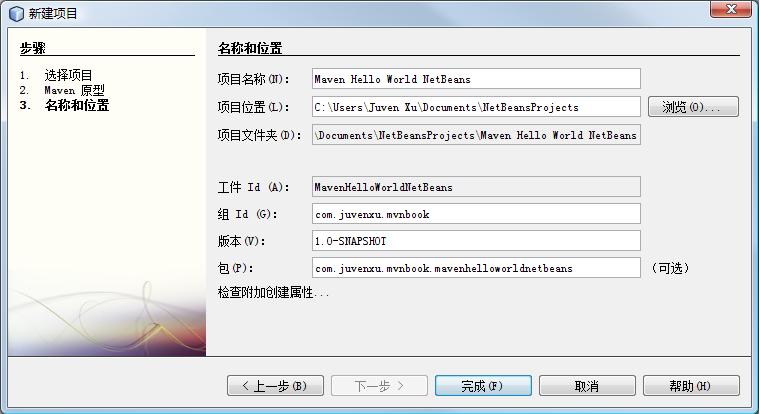 新建项目
步骤
1. 选择项目
2. Maven 原型
3. 名称和位置
名称和位置
项目名称(N): Maven Hello World NetBeans
项目位置(L): C:\Users\Juven Xu\Documents\NetBeansProjects 浏览(O)...
项目文件夹(D): \Documents\NetBeansProjects\Maven Hello World NetBeans
工件 Id (A): MavenHelloWorldNetBeans
组 Id (G): com.juvenxu.mvnbook
版本(V): 1.0-SNAPSHOT
包(P): com.juvenxu.mvnbook.mavenhelloworldnetbeans (可选)
检查附加创建属性...
< 上一步(B) 下一步 > 完成(F) 取消 帮助(H)